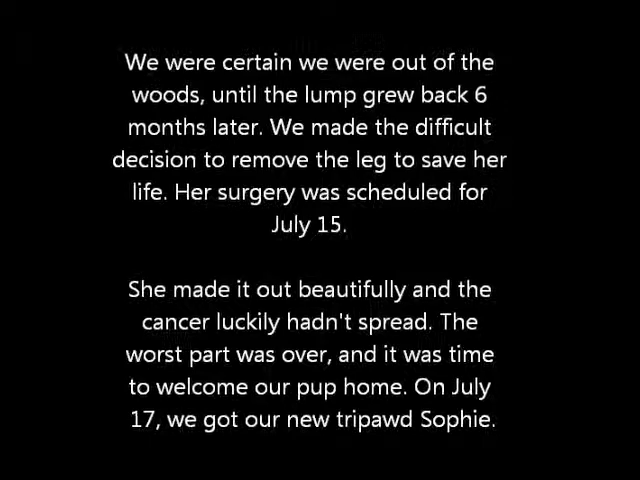 We were certain we were out of the
woods, until the lump grew back 6
months later. We made the difficult
decision to remove the leg to save her
life. Her surgery was scheduled for
July 15.
She made it out beautifully and the
cancer luckily hadn't spread. The
worst part was over, and it was time
to welcome our pup home. On July
17, we got our new tripawd Sophie.